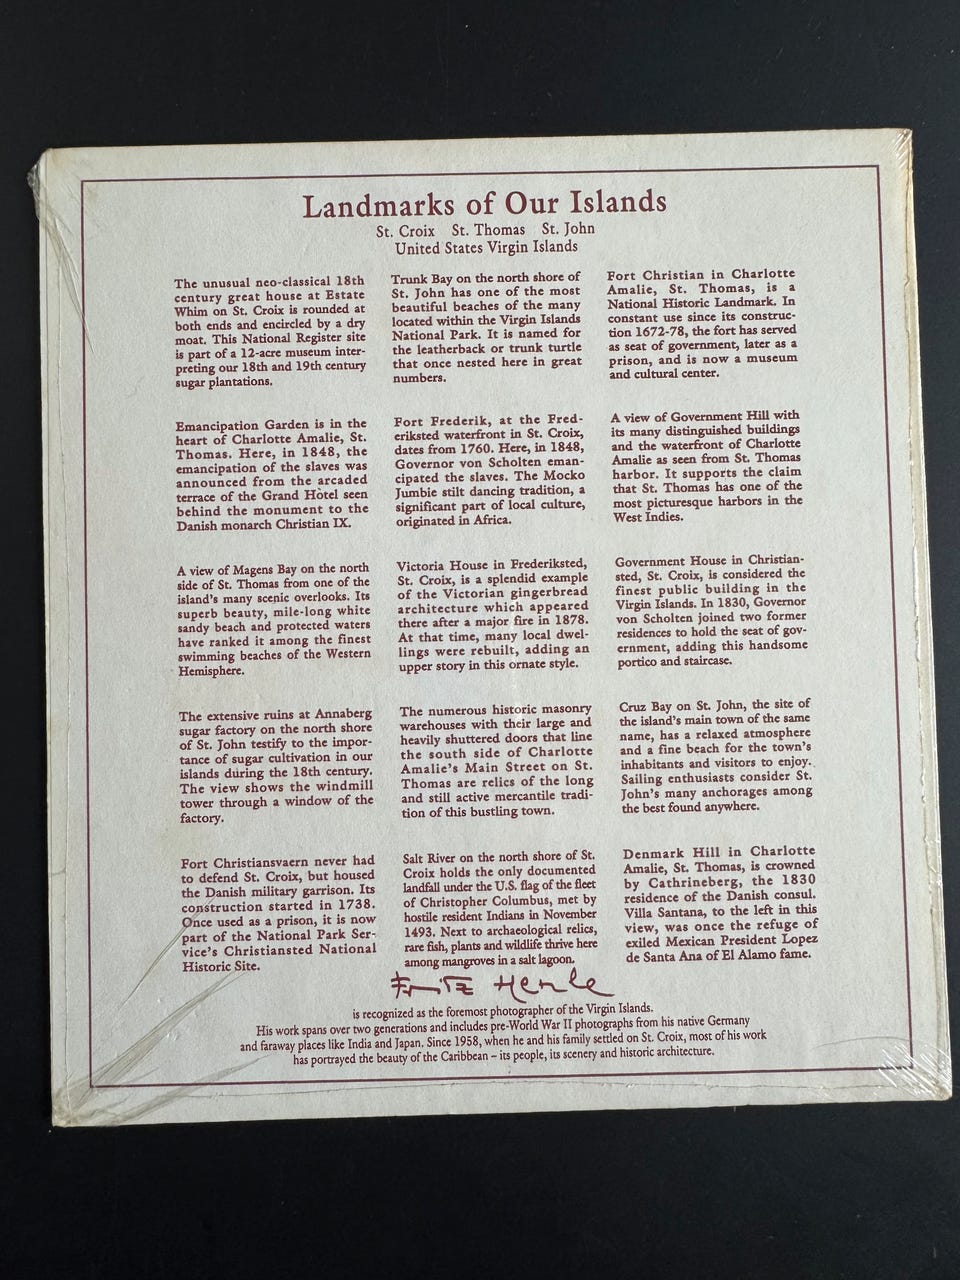 Landmarks of Our Islands
St. Croix St. Thomas St. John
United States Virgin Islands
The unusual neo-classical 18th
century great house at Estate
Whim on St. Croix is rounded at
both ends and encircled by a dry
moat. This National Register site
is part of a 12-acre museum inter-
preting our 18th and 19th century
sugar plantations.
Trunk Bay on the north shore of
St. John has one of the most
beautiful beaches of the many
located within the Virgin Islands
National Park. It is named for
the leatherback or trunk turtle
that once nested here in great
numbers.
Fort Christian in Charlotte
Amalie, St. Thomas, is a
National Historic Landmark. In
constant use since its construc-
tion 1672-78, the fort has served
as seat of government, later as a
prison, and is now a museum
and cultural center.
Emancipation Garden is in the
heart of Charlotte Amalie, St.
Thomas. Here, in 1848, the
emancipation of the slaves was
announced from the arcaded
terrace of the Grand Hôtel seen
behind the monument to the
Danish monarch Christian IX.
Fort Frederik, at the Fred-
eriksted waterfront in St. Croix,
dates from 1760. Here, in 1848,
Governor von Scholten eman-
cipated the slaves. The Mocko
Jumbie stilt dancing tradition, a
significant part of local culture,
originated in Africa.
A view of Government Hill with
its many distinguished buildings
and the waterfront of Charlotte
Amalie as seen from St. Thomas
harbor. It supports the claim
that St. Thomas has one of the
most picturesque harbors in the
West Indies.
A view of Magens Bay on the north
side of St. Thomas from one of the
island's many scenic overlooks. Its
superb beauty, mile-long white
sandy beach and protected waters
have ranked it among the finest
swimming beaches of the Western
Hemisphere.
Victoria House in Frederiksted,
St. Croix, is a splendid example
of the Victorian gingerbread
architecture which appeared
there after a major fire in 1878.
At that time, many local dwel-
lings were rebuilt, adding an
upper story in this ornate style.
Government House in Christian-
sted, St. Croix, is considered the
finest public building in the
Virgin Islands. In 1830, Governor
von Scholten joined two former
residences to hold the seat of gov-
ernment, adding this handsome
portico and staircase.
The extensive ruins at Annaberg
sugar factory on the north shore
of St. John testify to the impor-
tance of sugar cultivation in our
islands during the 18th century.
The view shows the windmill
tower through a window of the
factory.
The numerous historic masonry
warehouses with their large and
heavily shuttered doors that line
the south side of Charlotte
Amalie's Main Street on St.
Thomas are relics of the long
and still active mercantile tradi-
tion of this bustling town.
Cruz Bay on St. John, the site of
the island's main town of the same
name, has a relaxed atmosphere
and a fine beach for the town's
inhabitants and visitors to enjoy.
Sailing enthusiasts consider St.
John's many anchorages among
the best found anywhere.
Fort Christiansvaern never had
to defend St. Croix, but housed
the Danish military garrison. Its
construction started in 1738.
Once used as a prison, it is now
part of the National Park Ser-
vice's Christiansted National
Historic Site.
Salt River on the north shore of St.
Croix holds the only documented
landfall under the U.S. flag of the fleet
of Christopher Columbus, met by
hostile resident Indians in November
1493. Next to archaeological relics,
rare fish, plants and wildlife thrive here
among mangroves in a salt lagoon.
Denmark Hill in Charlotte
Amalie, St. Thomas, is crowned
by Cathrineberg, the 1830
residence of the Danish consul.
Villa Santana, to the left in this
view, was once the refuge of
exiled Mexican President Lopez
de Santa Ana of El Alamo fame.
Fritz Henle
is recognized as the foremost photographer of the Virgin Islands.
His work spans over two generations and includes pre-World War II photographs from his native Germany
and faraway places like India and Japan. Since 1958, when he and his family settled on St. Croix, most of his work
has portrayed the beauty of the Caribbean – its people, its scenery and historic architecture.